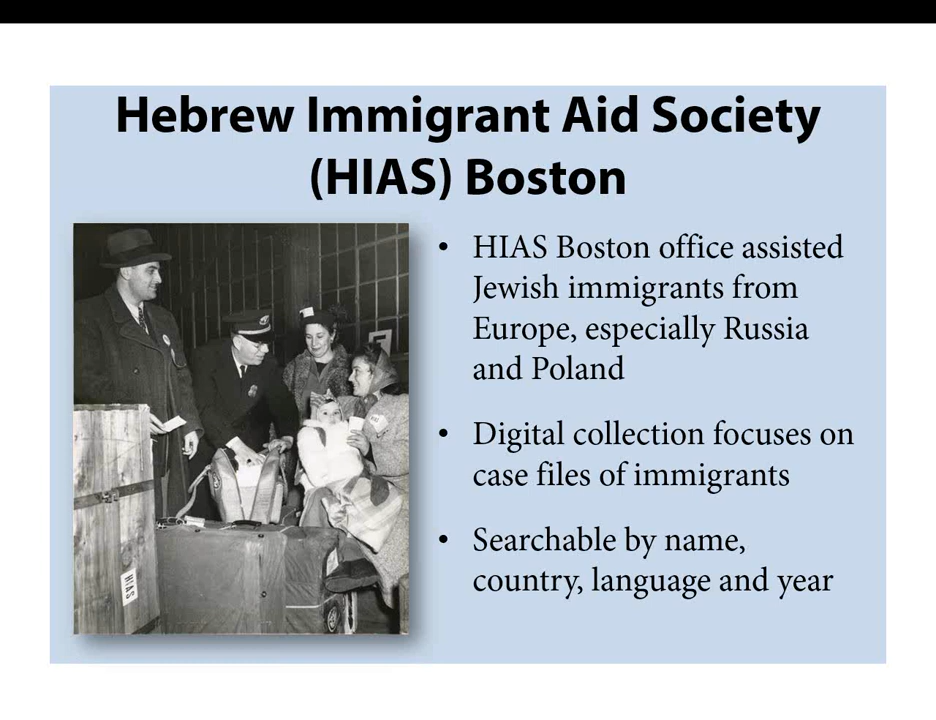 Hebrew Immigrant Aid Society
(HIAS) Boston
• HIAS Boston office assisted
Jewish immigrants from
Europe, especially Russia
and Poland
• Digital collection focuses on
case files of immigrants
• Searchable by name,
country, language and year
HIAS